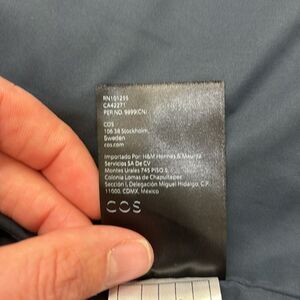 RN101255
CA42271
PER.NO. 9899(CN)
COS
106 38 Stockholm,
Sweden
cos.com
Importado Por: H&M Hennes & Mauritz
Servicios SA De CV
Montes Urales 745 PISO 5
Colonia Lomas de Chapultepec
Sección I, Delegación Miguel Hidalgo, C.P.
11000, CDMX, México
COS